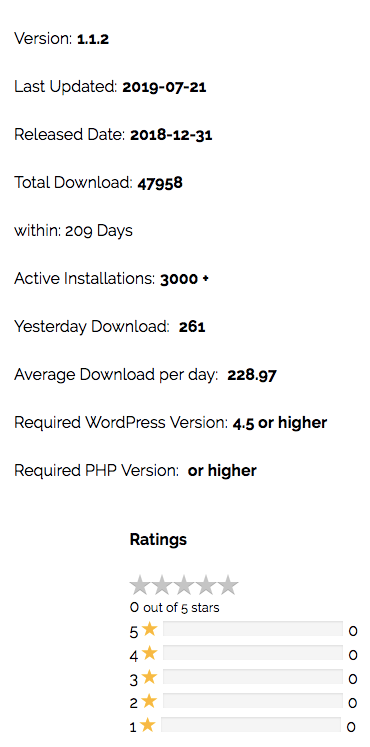 Version: 1.1.2
Last Updated: 2019-07-21
Released Date: 2018-12-31
Total Download: 47958
within: 209 Days
Active Installations: 3000 +
Yesterday Download: 261
Average Download per day: 228.97
Required WordPress Version: 4.5 or higher
Required PHP Version: or higher
Ratings
0 out of 5 stars
5 0
4 0
3 0
2 0
1 0